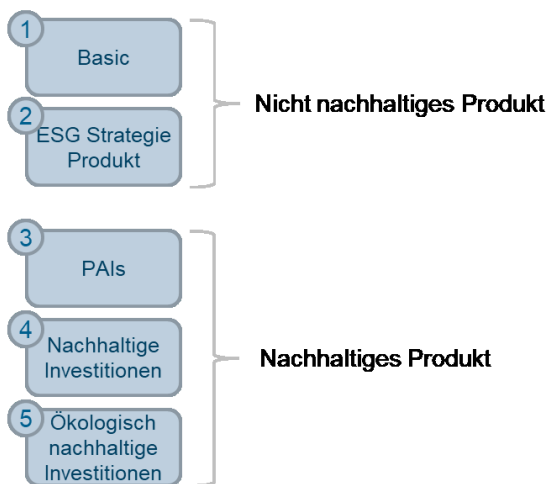 1
Basic
Nicht nachhaltiges Produkt
2
ESG Strategie
Produkt
3
PAIs
4
Nachhaltige
Investitionen
Nachhaltiges Produkt
5
Ökologisch
nachhaltige
Investitionen